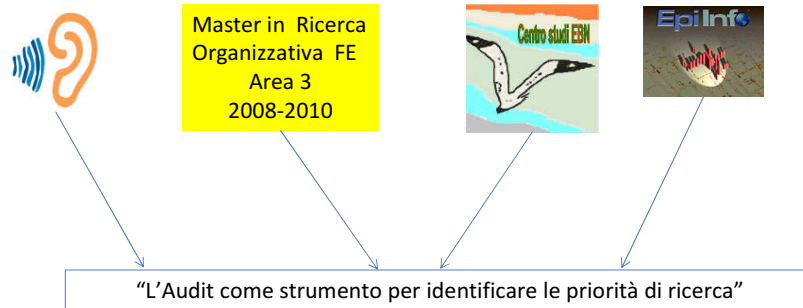 Master in Ricerca
Organizzativa FE
Area 3
2008-2010
Centro studi EBN
EpiInfo
“L’Audit come strumento per identificare le priorità di ricerca”